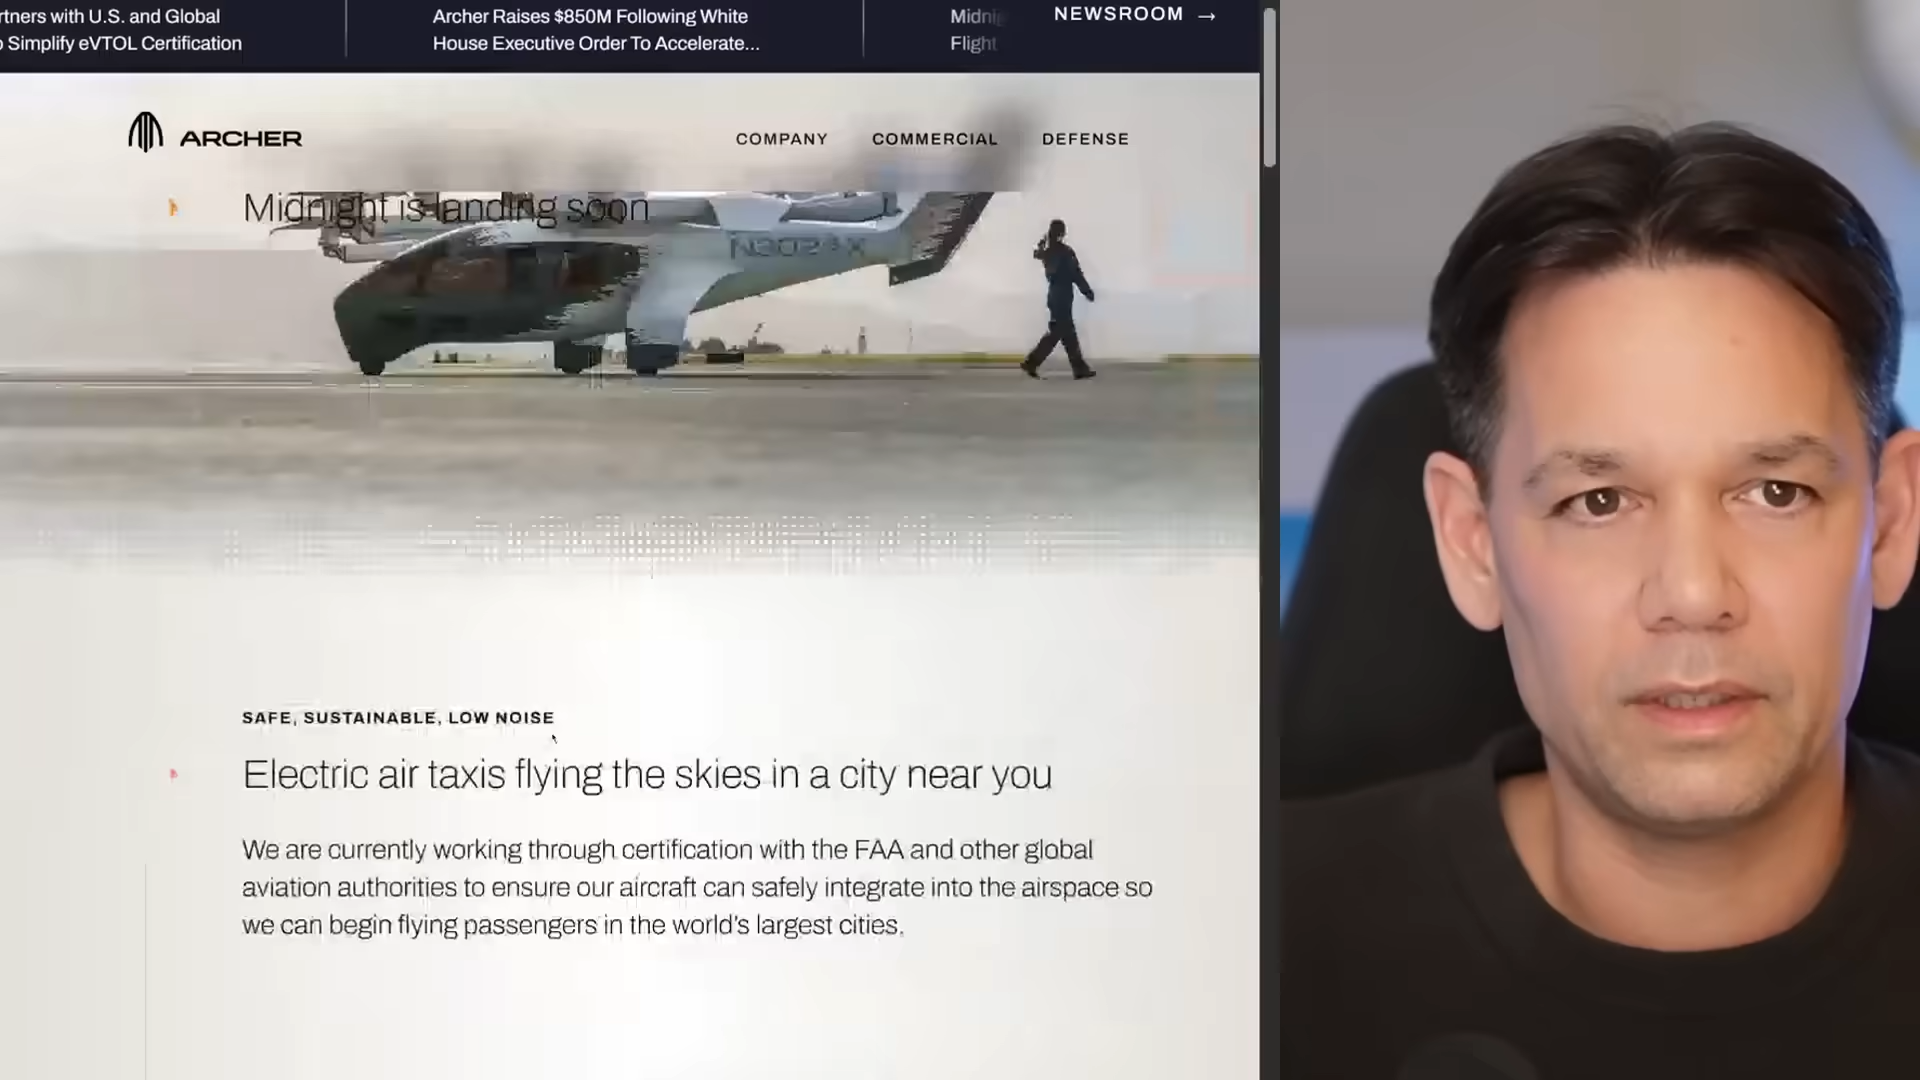 rtners with U.S. and Global
o Simplify eVTOL Certification
Archer Raises $850M Following White
House Executive Order To Accelerate...
Flight
NEWSROOM →
ARCHER
COMPANY
COMMERCIAL
DEFENSE
Midnight is landing soon
SAFE, SUSTAINABLE, LOW NOISE
Electric air taxis flying the skies in a city near you
We are currently working through certification with the FAA and other global
aviation authorities to ensure our aircraft can safely integrate into the airspace so
we can begin flying passengers in the world's largest cities.